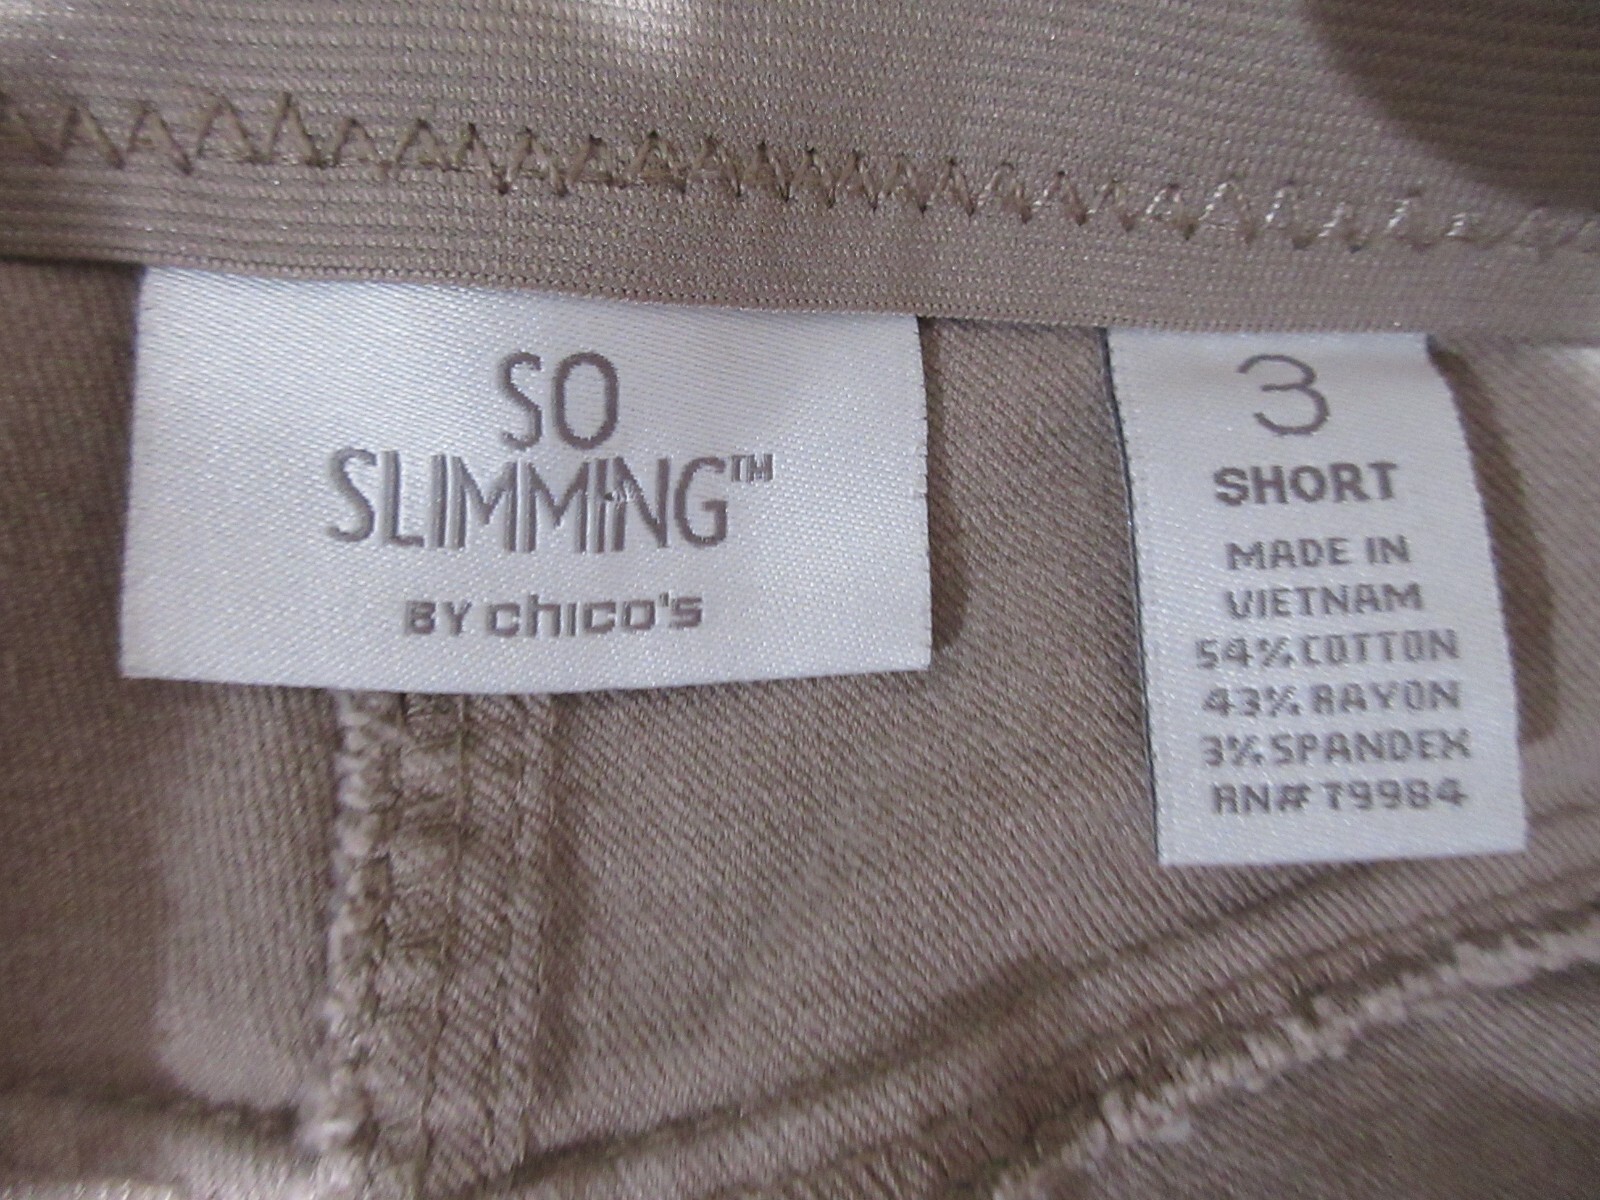 SO
SLIMMING™
BY chico's
3
SHORT
MADE IN
VIETNAM
54% COTTON
43% RAYON
3% SPANDEX
RN# 79984